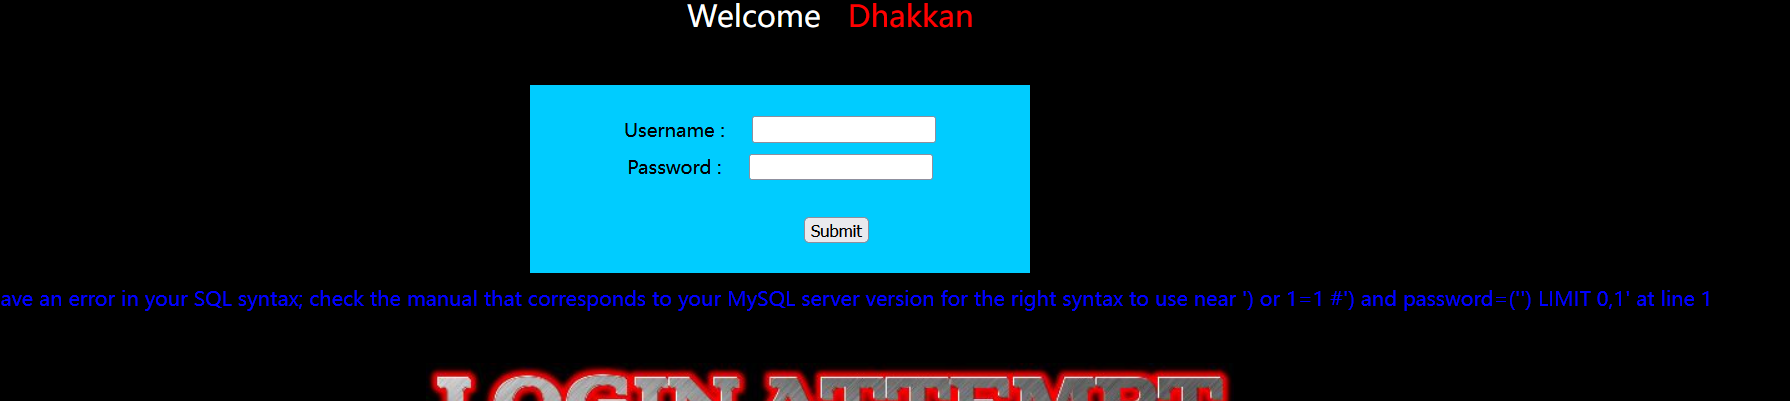 Welcome Dhakkan
Username :
Password :
Submit
ave an error in your SQL syntax; check the manual that corresponds to your MySQL server version for the right syntax to use near ') or 1=1 #') and password=('') LIMIT 0,1' at line 1
LOGIN ATTEMPT